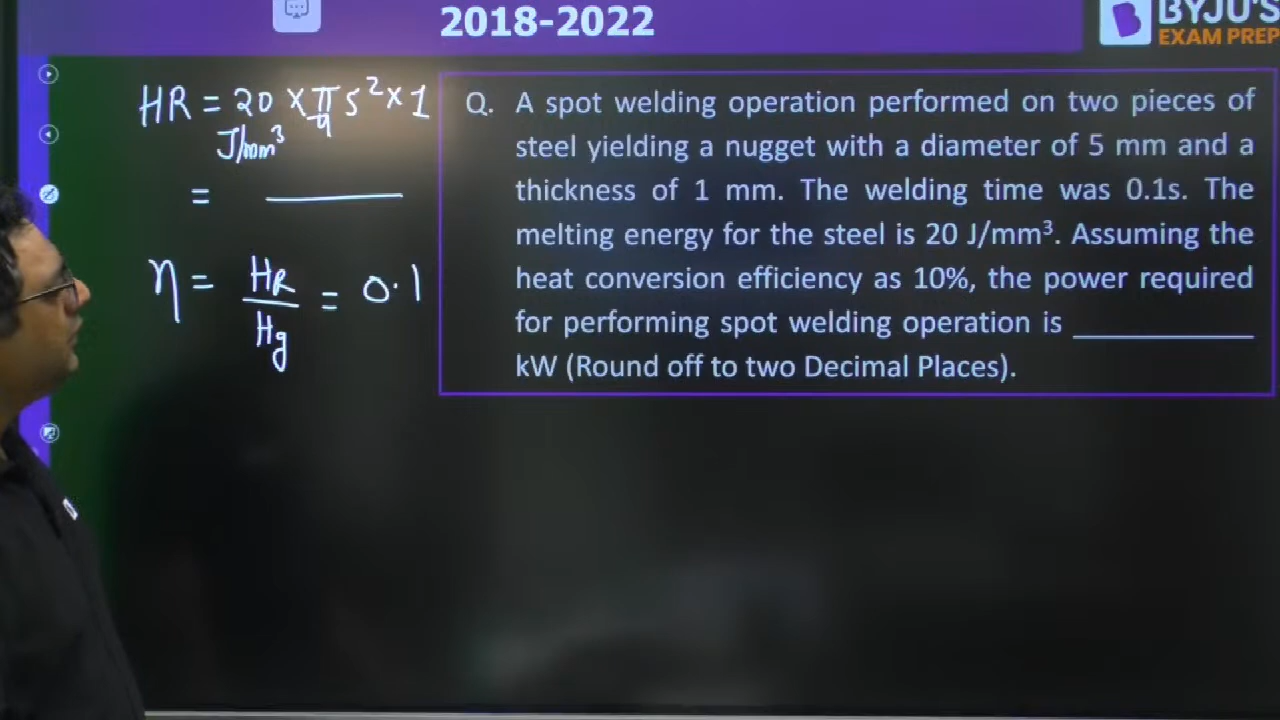 2018-2022
BYJU'S
EXAM PREP
HR = 20 × π/4 5² × 1
J/mm³
= ______
η = HR/Hg = 0.1
Q. A spot welding operation performed on two pieces of
steel yielding a nugget with a diameter of 5 mm and a
thickness of 1 mm. The welding time was 0.1s. The
melting energy for the steel is 20 J/mm³. Assuming the
heat conversion efficiency as 10%, the power required
for performing spot welding operation is ____________
kW (Round off to two Decimal Places).